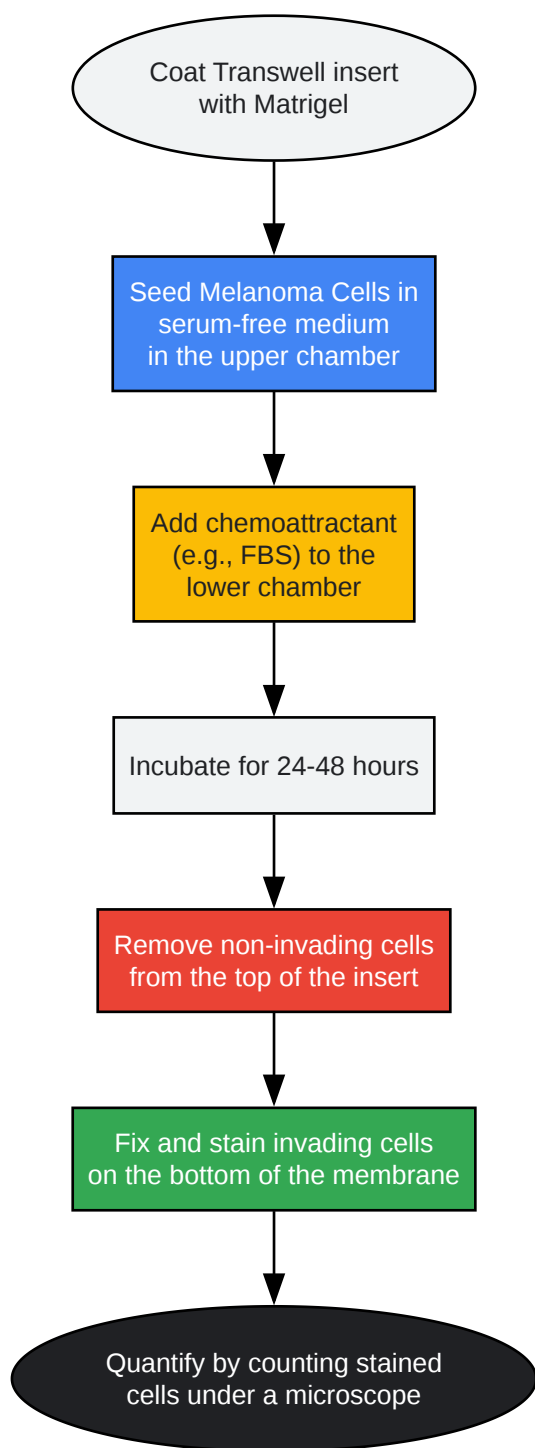 Coat Transwell insert
with Matrigel
Seed Melanoma Cells in
serum-free medium
in the upper chamber
Add chemoattractant
(e.g., FBS) to the
lower chamber
Incubate for 24-48 hours
Remove non-invading cells
from the top of the insert
Fix and stain invading cells
on the bottom of the membrane
Quantify by counting stained
cells under a microscope